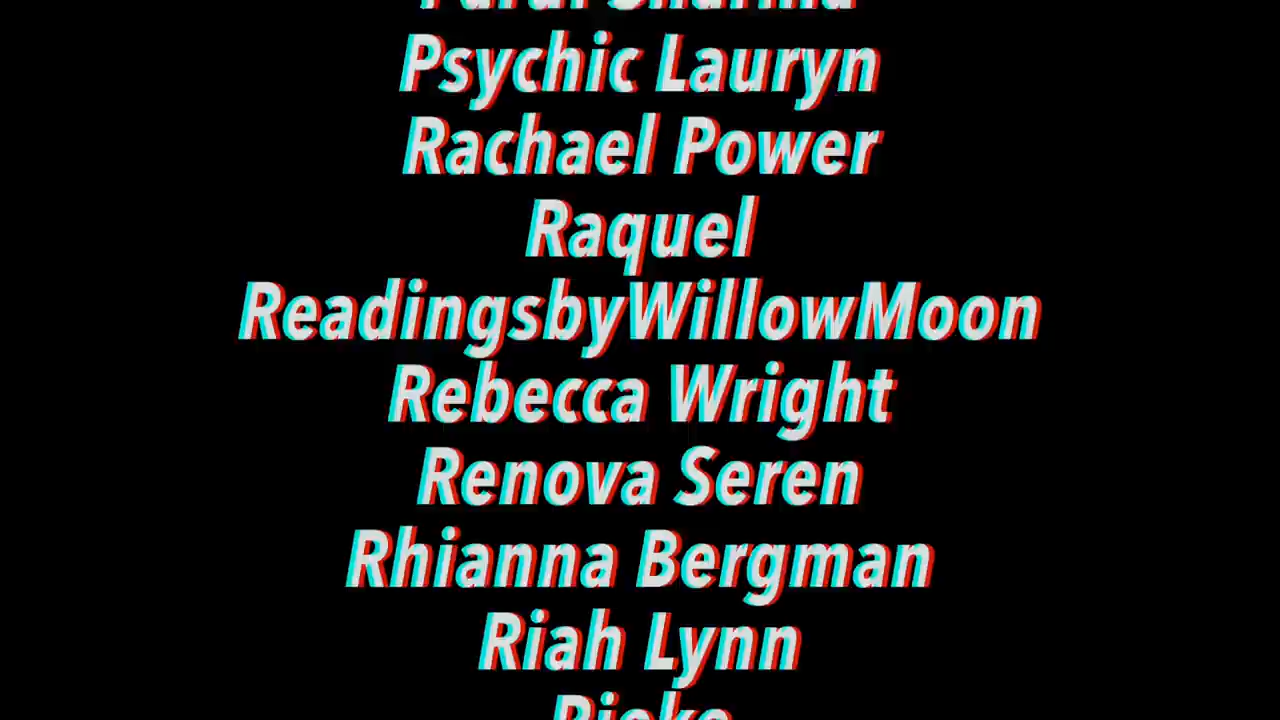 Psychic Lauryn
Rachael Power
Raquel
ReadingsbyWillowMoon
Rebecca Wright
Renova Seren
Rhianna Bergman
Riah Lynn